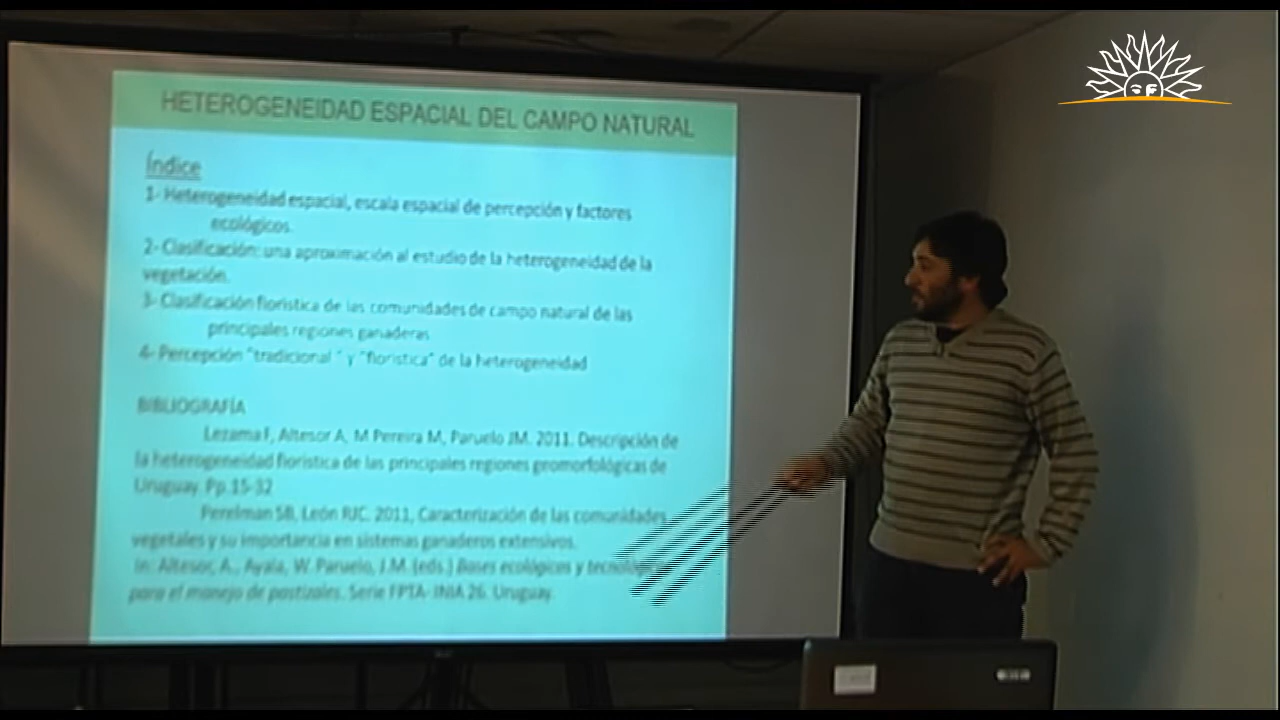 HETEROGENEIDAD ESPACIAL DEL CAMPO NATURAL
Índice
1- Heterogeneidad espacial, escala espacial de percepción y factores
ecológicos.
2- Clasificación: una aproximación al estudio de la heterogeneidad de la
vegetación.
3- Clasificación florística de las comunidades de campo natural de las
principales regiones ganaderas
4- Percepción "tradicional" y "florística" de la heterogeneidad
BIBLIOGRAFÍA
Lezama F, Altesor A, M Pereira M, Paruelo JM. 2011. Descripción de
la heterogeneidad florística de las principales regiones geomorfológicas de
Uruguay. Pp.15-32
Perelman SB, León RJC. 2011, Caracterización de las comunidades
vegetales y su importancia en sistemas ganaderos extensivos.
In: Altesor, A., Ayala, W. Paruelo, J.M. (eds.) Bases ecológicas y
para el manejo de pastizales. Serie FPTA- INIA 26. Uruguay.